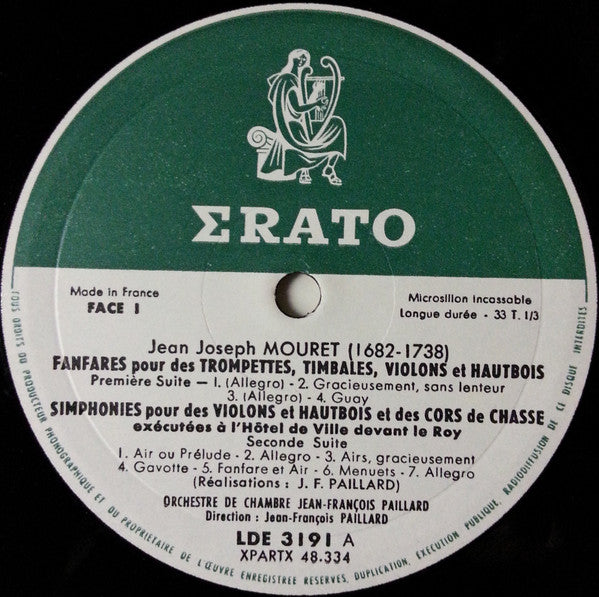 ΣRATO
Made in France
FACE 1
Microsillon incassable
Longue durée - 33 T. 1/3
Jean Joseph MOURET (1682-1738)
FANFARES pour des TROMPETTES, TIMBALES, VIOLONS et HAUTBOIS
Première Suite — 1. (Allegro) - 2. Gracieusement, sans lenteur
3. (Allegro) - 4. Guay
SIMPHONIES pour des VIOLONS et HAUTBOIS et des CORS de CHASSE
exécutées à l'Hôtel de Ville devant le Roy
Seconde Suite
1. Air ou Prélude - 2. Allegro - 3. Airs, gracieusement
4. Gavotte - 5. Fanfare et Air - 6. Menuets - 7. Allegro
(Réalisations : J. F. PAILLARD)
ORCHESTRE DE CHAMBRE JEAN-FRANÇOIS PAILLARD
Direction : Jean-François PAILLARD
LDE 3191 A
XPARTX 48.334
TOUS DROITS DU PRODUCTEUR PHONOGRAPHIQUE ET DU PROPRIETAIRE DE L'ŒUVRE ENREGISTREE RESERVES, DUPLICATION, EXECUTION PUBLIQUE, RADIODIFFUSION DE CE DISQUE INTERDITES